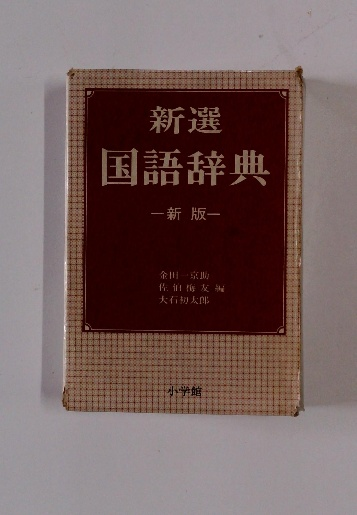 新選
国語辞典
—新版—
金田一京助
佐伯梅友 編
大石初太郎
小学館